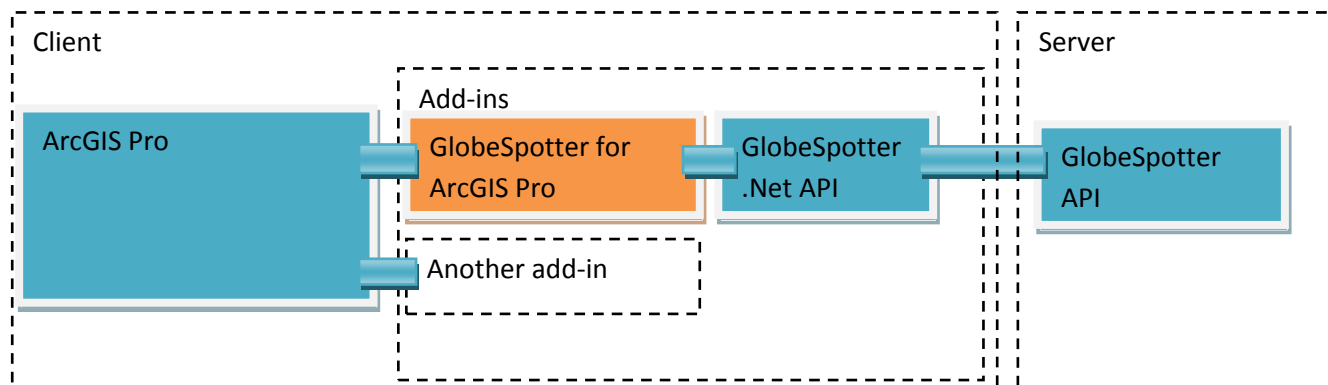 Client
Server
Add-ins
ArcGIS Pro
GlobeSpotter for
ArcGIS Pro
GlobeSpotter
.Net API
GlobeSpotter
API
Another add-in